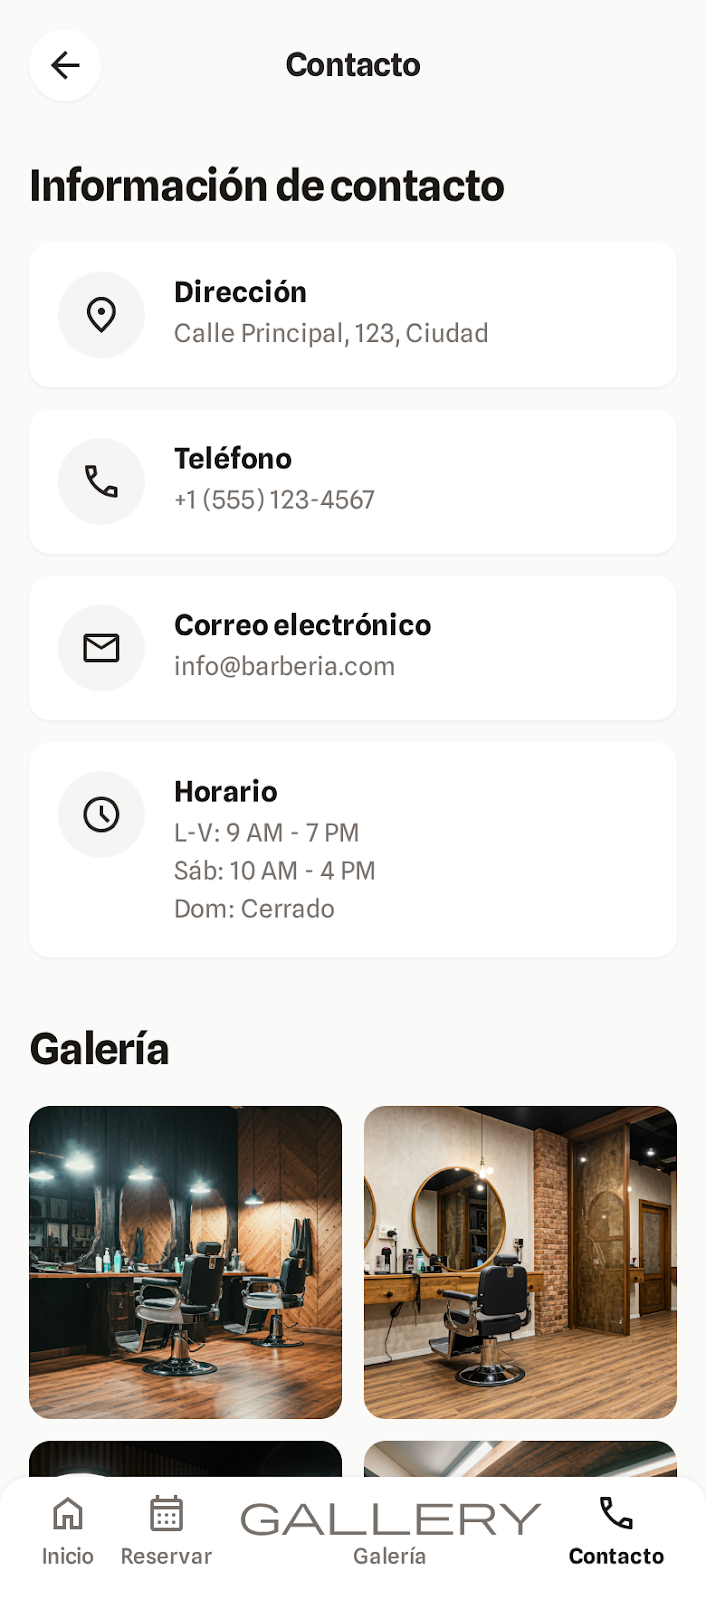 Contacto
Información de contacto
Dirección
Calle Principal, 123, Ciudad
Teléfono
+1 (555) 123-4567
Correo electrónico
info@barberia.com
Horario
L-V: 9 AM - 7 PM
Sáb: 10 AM - 4 PM
Dom: Cerrado
Galería
GALLERY
Inicio
Reservar
Galería
Contacto